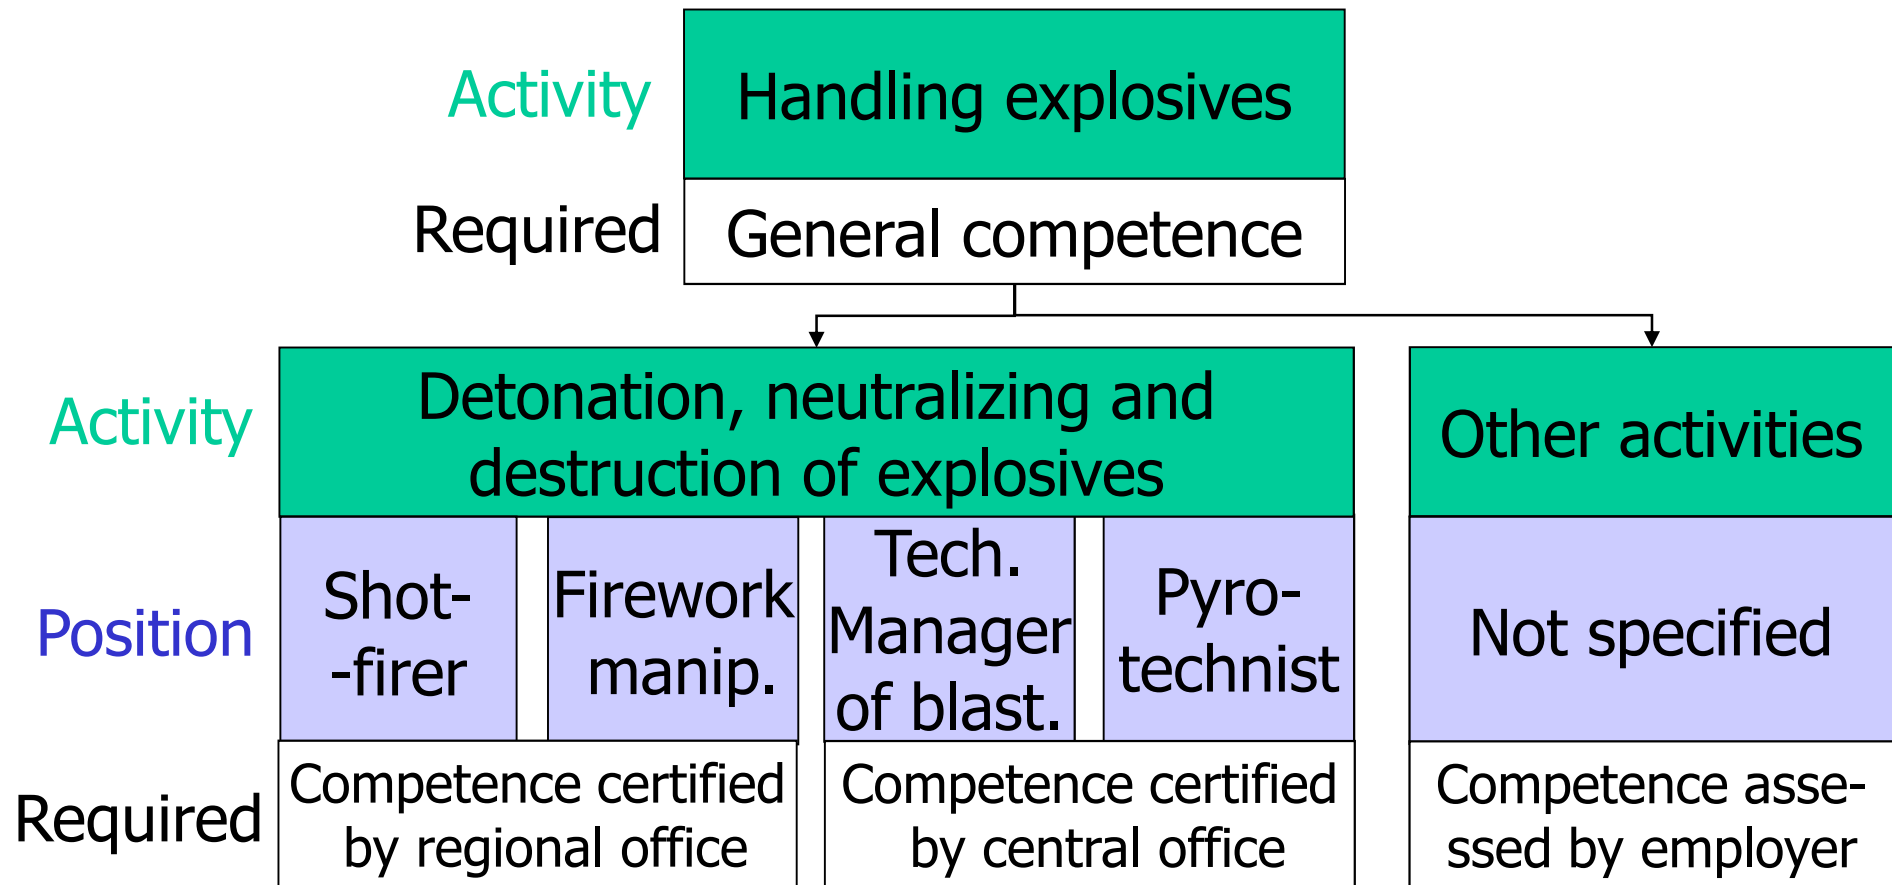 Activity
Handling explosives
Required
General competence
Activity
Detonation, neutralizing and
destruction of explosives
Other activities
Position
Shot-
-firer
Firework
manip.
Tech.
Manager
of blast.
Pyro-
technist
Not specified
Required
Competence certified
by regional office
Competence certified
by central office
Competence asse-
ssed by employer